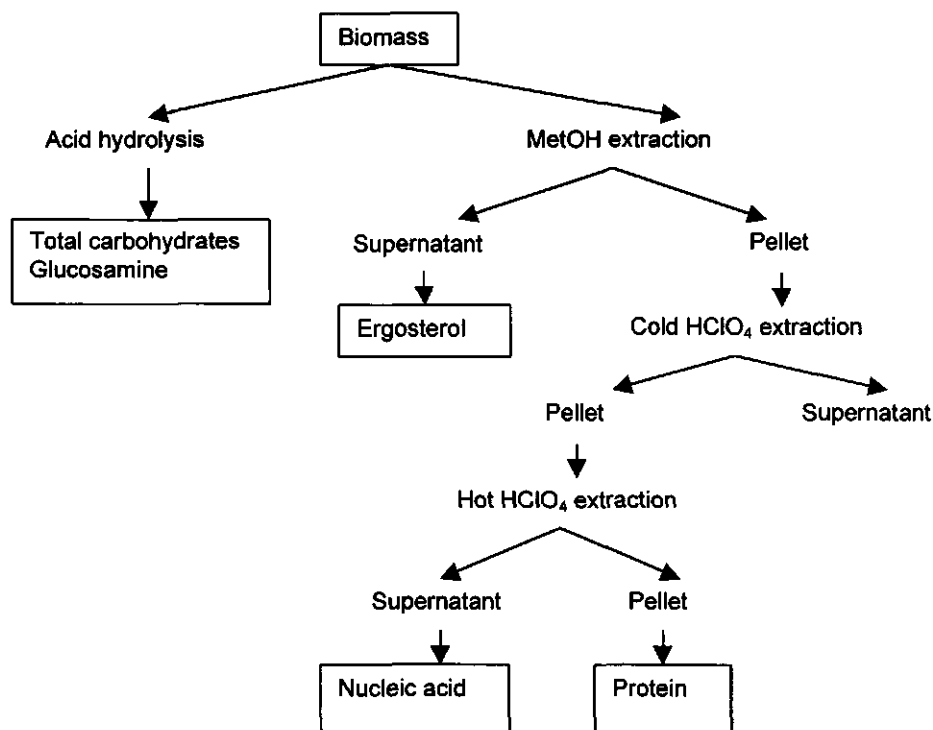 Biomass
Acid hydrolysis
MetOH extraction
Total carbohydrates
Glucosamine
Supernatant
Pellet
Ergosterol
Cold HClO₄ extraction
Pellet
Supernatant
Hot HClO₄ extraction
Supernatant
Pellet
Nucleic acid
Protein